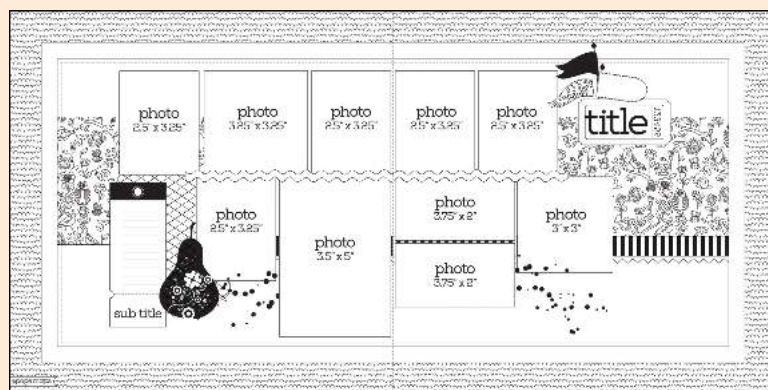 photo
2.5" x 3.25"
photo
3.25" x 3.25"
photo
2.5" x 3.25"
photo
2.5" x 3.25"
photo
2.5" x 3.25"
title
photo
2.5" x 3.25"
photo
3.5" x 5"
photo
3.75" x 2"
photo
3.75" x 2"
photo
3" x 3"
sub title